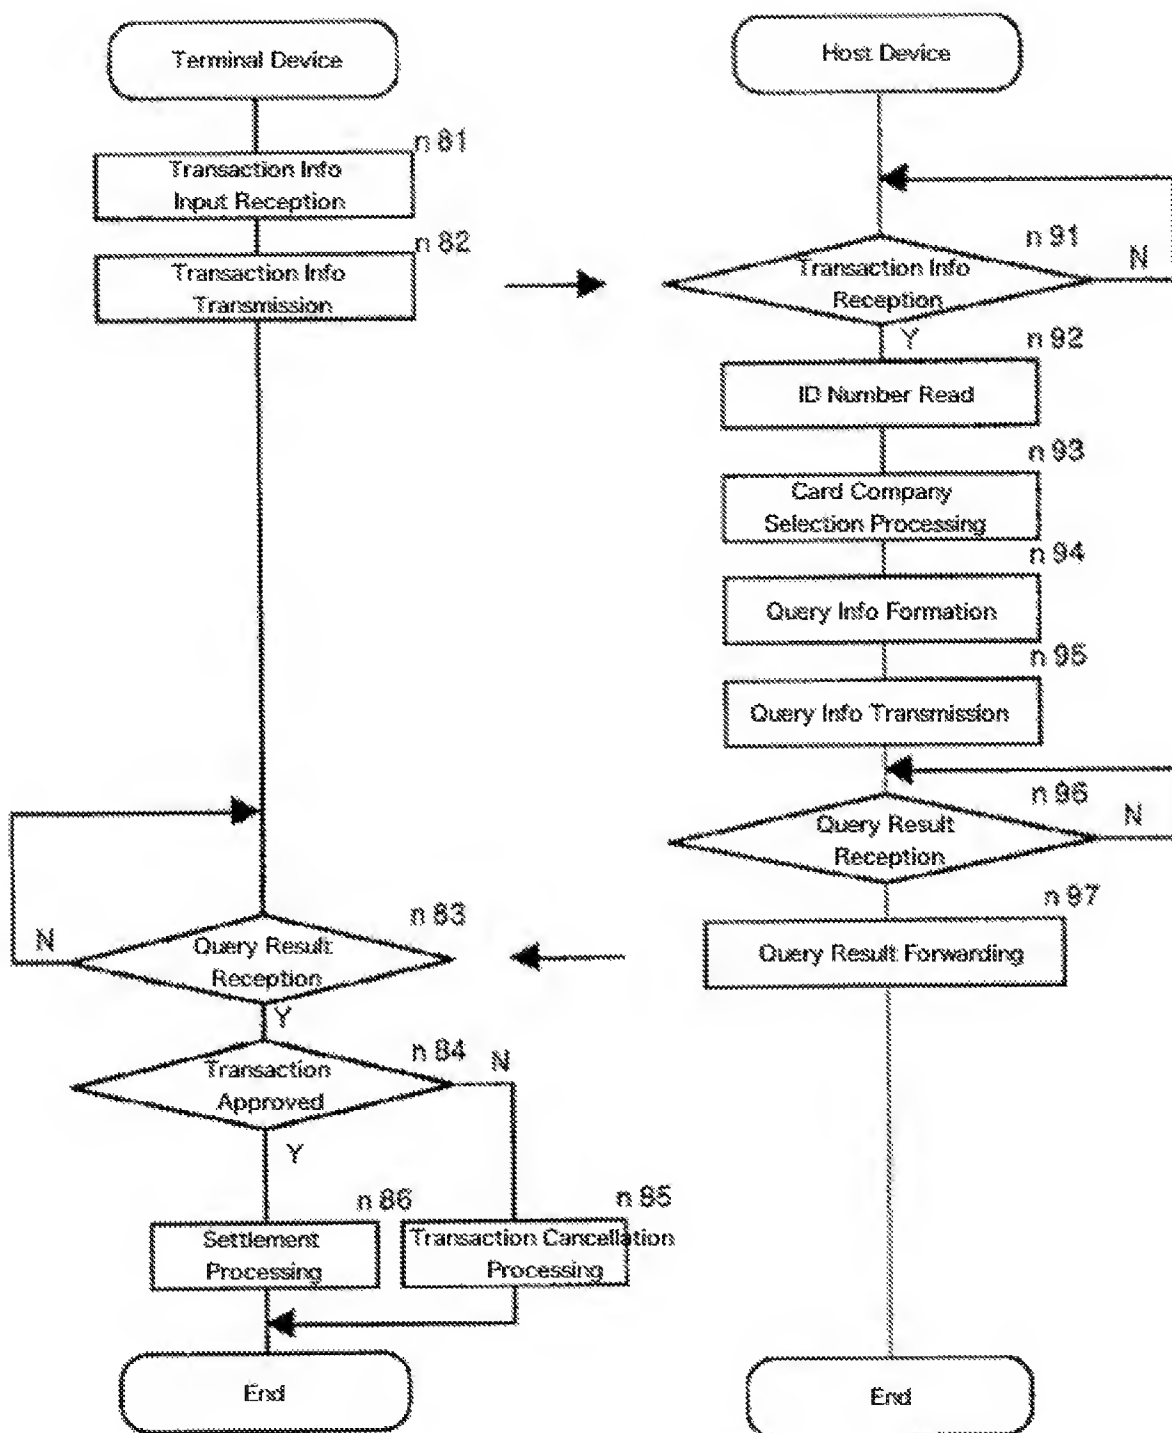 Terminal Device
n 81
Transaction Info
Input Reception
n 82
Transaction Info
Transmission
N
n 83
Query Result
Reception
Y
n 84
N
Transaction
Approved
Y
n 86
Settlement
Processing
n 85
Transaction Cancellation
Processing
End
Host Device
n 91
N
Transaction Info
Reception
Y
n 92
ID Number Read
n 93
Card Company
Selection Processing
n 94
Query Info Formation
n 95
Query Info Transmission
n 96
N
Query Result
Reception
n 97
Query Result Forwarding
End